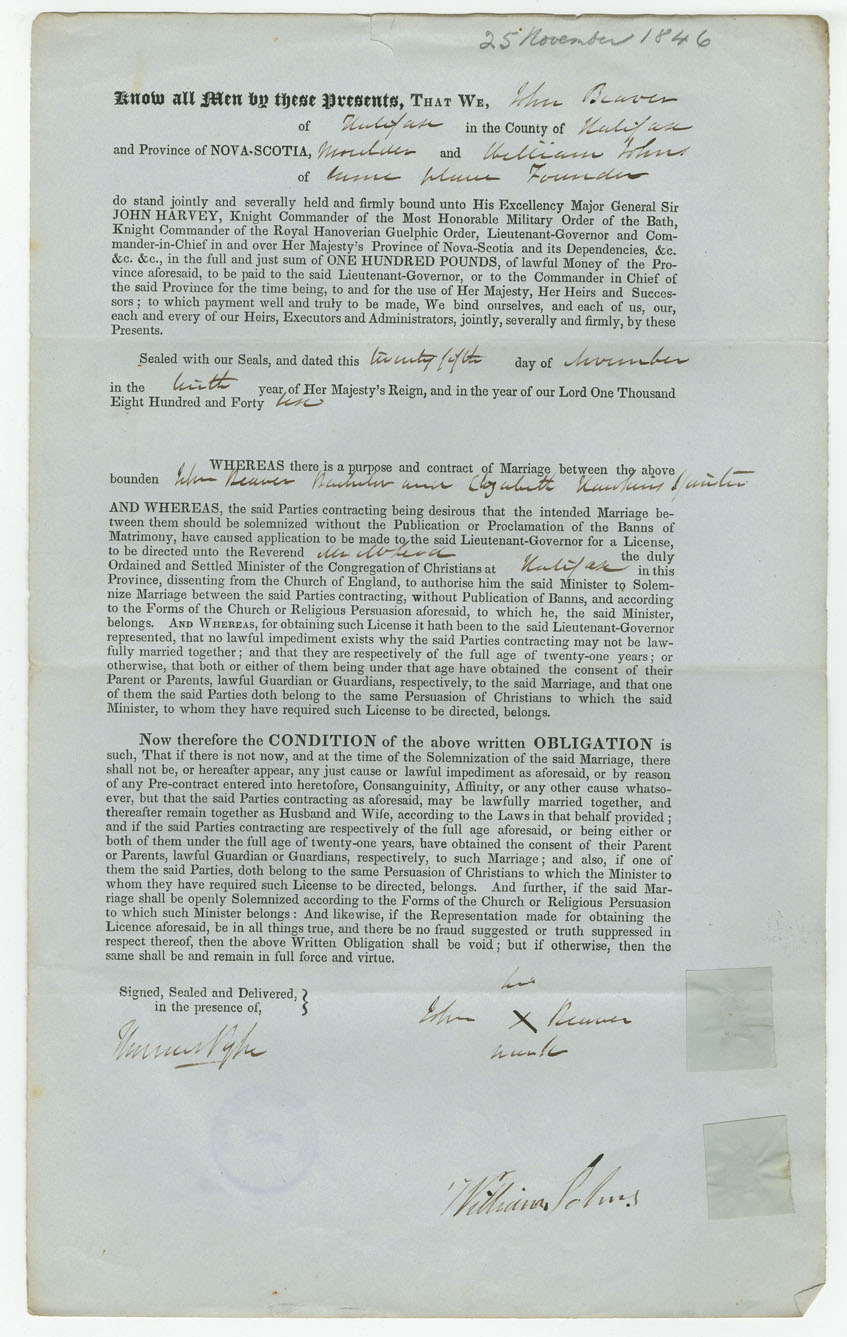 25 November 1846
Know all Men by these Presents, THAT WE, John Beaver
of Halifax in the County of Halifax
and Province of NOVA-SCOTIA, Moulder and William Johns
of same place Founder
do stand jointly and severally held and firmly bound unto His Excellency Major General Sir
JOHN HARVEY, Knight Commander of the Most Honorable Military Order of the Bath,
Knight Commander of the Royal Hanoverian Guelphic Order, Lieutenant-Governor and Com-
mander-in-Chief in and over Her Majesty's Province of Nova-Scotia and its Dependencies, &c.
&c. &c., in the full and just sum of ONE HUNDRED POUNDS, of lawful Money of the Pro-
vince aforesaid, to be paid to the said Lieutenant-Governor, or to the Commander in Chief of
the said Province for the time being, to and for the use of Her Majesty, Her Heirs and Succes-
sors; to which payment well and truly to be made, We bind ourselves, and each of us, our,
each and every of our Heirs, Executors and Administrators, jointly, severally and firmly, by these
Presents.
Sealed with our Seals, and dated this twenty fifth day of November
in the tenth year of Her Majesty's Reign, and in the year of our Lord One Thousand
Eight Hundred and Forty six
WHEREAS there is a purpose and contract of Marriage between the above
bounden John Beaver Bachelor and Elizabeth Hawkins Spinster
AND WHEREAS, the said Parties contracting being desirous that the intended Marriage be-
tween them should be solemnized without the Publication or Proclamation of the Banns of
Matrimony, have caused application to be made to the said Lieutenant-Governor for a License,
to be directed unto the Reverend Mr McLeod the duly
Ordained and Settled Minister of the Congregation of Christians at Halifax in this
Province, dissenting from the Church of England, to authorise him the said Minister to Solem-
nize Marriage between the said Parties contracting, without Publication of Banns, and according
to the Forms of the Church or Religious Persuasion aforesaid, to which he, the said Minister,
belongs. AND WHEREAS, for obtaining such License it hath been to the said Lieutenant-Governor
represented, that no lawful impediment exists why the said Parties contracting may not be law-
fully married together; and that they are respectively of the full age of twenty-one years; or
otherwise, that both or either of them being under that age have obtained the consent of their
Parent or Parents, lawful Guardian or Guardians, respectively, to the said Marriage, and that one
of them the said Parties doth belong to the same Persuasion of Christians to which the said
Minister, to whom they have required such License to be directed, belongs.
Now therefore the CONDITION of the above written OBLIGATION is
such, That if there is not now, and at the time of the Solemnization of the said Marriage, there
shall not be, or hereafter appear, any just cause or lawful impediment as aforesaid, or by reason
of any Pre-contract entered into heretofore, Consanguinity, Affinity, or any other cause whatso-
ever, but that the said Parties contracting as aforesaid, may be lawfully married together, and
thereafter remain together as Husband and Wife, according to the Laws in that behalf provided;
and if the said Parties contracting are respectively of the full age aforesaid, or being either or
both of them under the full age of twenty-one years, have obtained the consent of their Parent
or Parents, lawful Guardian or Guardians, respectively, to such Marriage; and also, if one of
them the said Parties, doth belong to the same Persuasion of Christians to which the Minister to
whom they have required such License to be directed, belongs. And further, if the said Mar-
riage shall be openly Solemnized according to the Forms of the Church or Religious Persuasion
to which such Minister belongs: And likewise, if the Representation made for obtaining the
Licence aforesaid, be in all things true, and there be no fraud suggested or truth suppressed in
respect thereof, then the above Written Obligation shall be void; but if otherwise, then the
same shall be and remain in full force and virtue.
Signed, Sealed and Delivered,
in the presence of,
his
John X Beaver
mark
William Johns